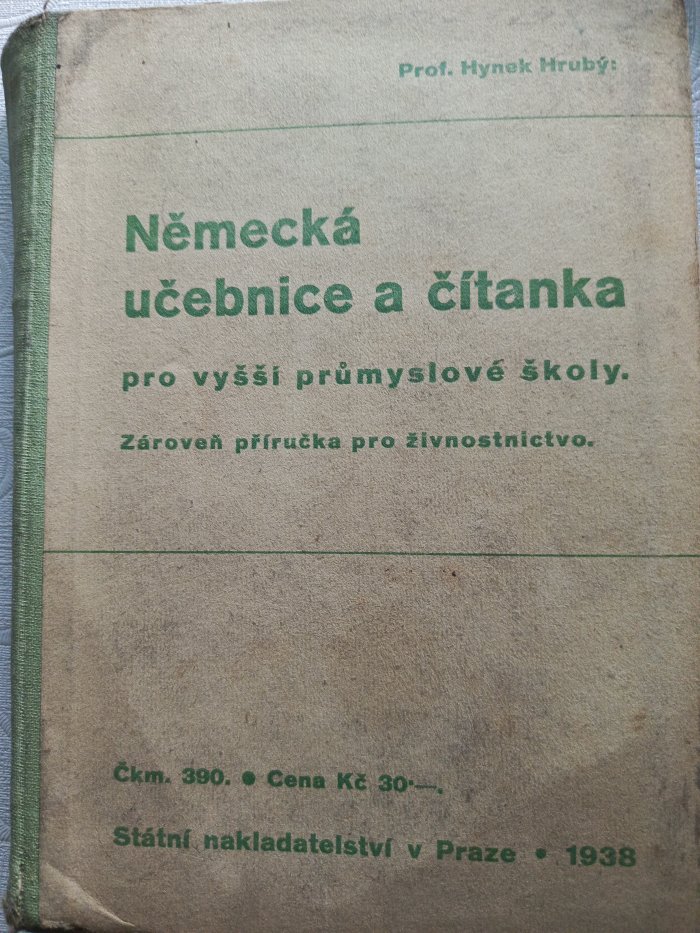 Prof. Hynek Hrubý:
Německá
učebnice a čítanka
pro vyšší průmyslové školy.
Zároveň příručka pro živnostnictvo.
Čkm. 390. • Cena Kč 30·—.
Státní nakladatelství v Praze • 1938